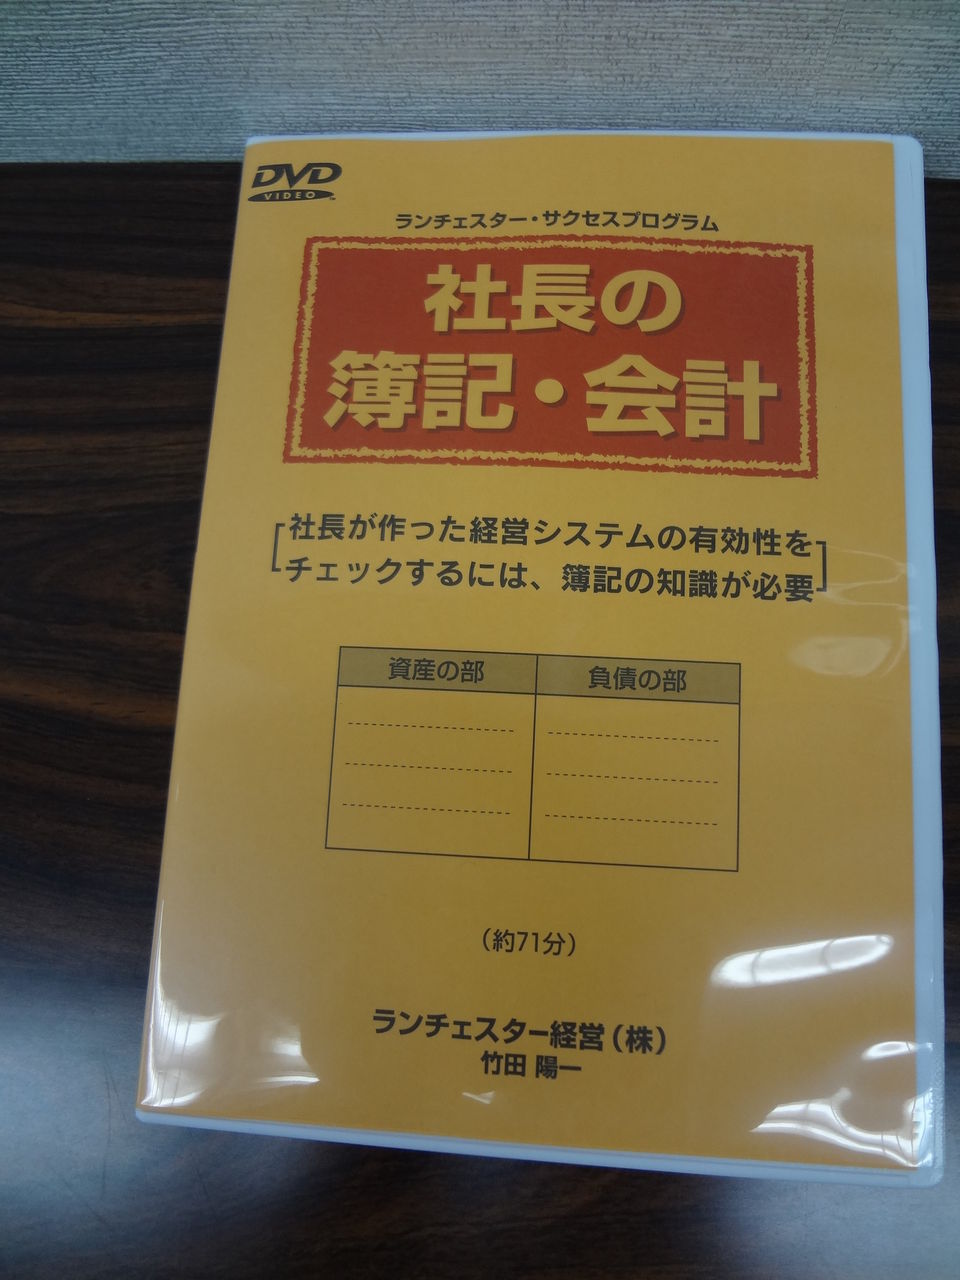 DVD
VIDEO
ランチェスター・サクセスプログラム
社長の
簿記・会計
[社長が作った経営システムの有効性を
チェックするには、簿記の知識が必要]
資産の部 負債の部
(約71分)
ランチェスター経営(株)
竹田 陽一